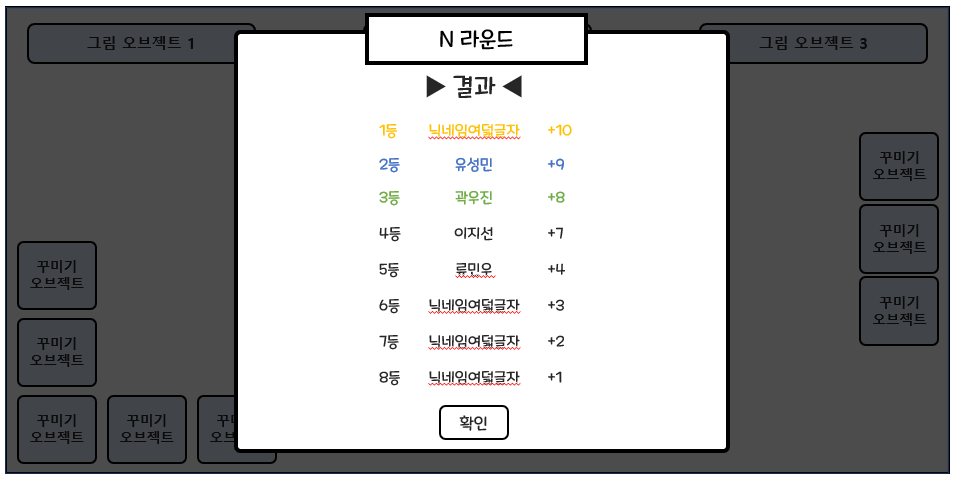 그림 오브젝트 1
N 라운드
그림 오브젝트 3
▶ 결과 ◀
1등 닉네임여덟글자 +10
2등 유성민 +9
3등 곽우진 +8
4등 이지선 +7
5등 류민우 +4
6등 닉네임여덟글자 +3
7등 닉네임여덟글자 +2
8등 닉네임여덟글자 +1
확인
꾸미기
오브젝트
꾸미기
오브젝트
꾸미기
오브젝트
꾸미기
오브젝트
꾸미기
오브젝트
꾸미기
오브젝트
꾸미기
오브젝트